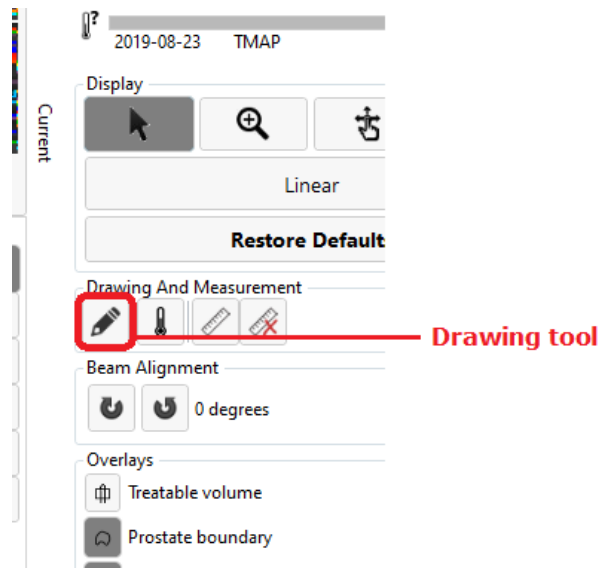 ?
2019-08-23 TMAP
Display
Current
Linear
Restore Default
Drawing And Measurement
Drawing tool
Beam Alignment
0 degrees
Overlays
Treatable volume
Prostate boundary